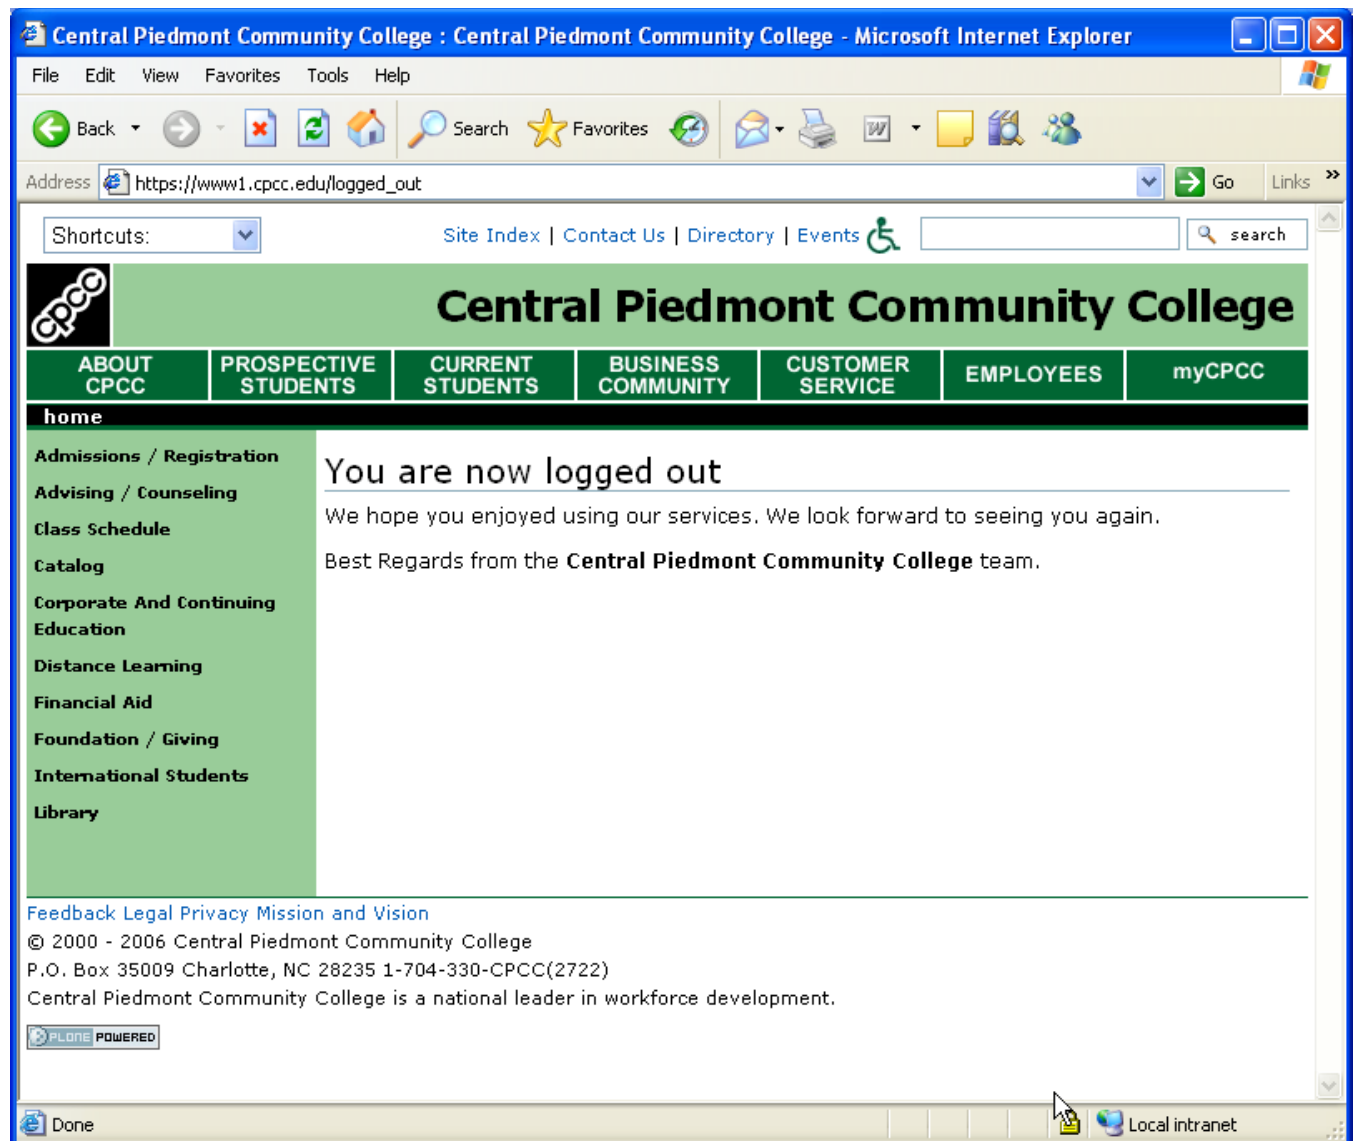 Central Piedmont Community College : Central Piedmont Community College - Microsoft Internet Explorer
File Edit View Favorites Tools Help
Back Search Favorites
Address https://www1.cpcc.edu/logged_out Go Links »
Shortcuts: Site Index | Contact Us | Directory | Events search
CPCC
Central Piedmont Community College
ABOUT CPCC
PROSPECTIVE STUDENTS
CURRENT STUDENTS
BUSINESS COMMUNITY
CUSTOMER SERVICE
EMPLOYEES
myCPCC
home
Admissions / Registration
Advising / Counseling
Class Schedule
Catalog
Corporate And Continuing
Education
Distance Learning
Financial Aid
Foundation / Giving
International Students
Library
You are now logged out
We hope you enjoyed using our services. We look forward to seeing you again.
Best Regards from the Central Piedmont Community College team.
Feedback Legal Privacy Mission and Vision
© 2000 - 2006 Central Piedmont Community College
P.O. Box 35009 Charlotte, NC 28235 1-704-330-CPCC(2722)
Central Piedmont Community College is a national leader in workforce development.
PLONE POWERED
Done Local intranet